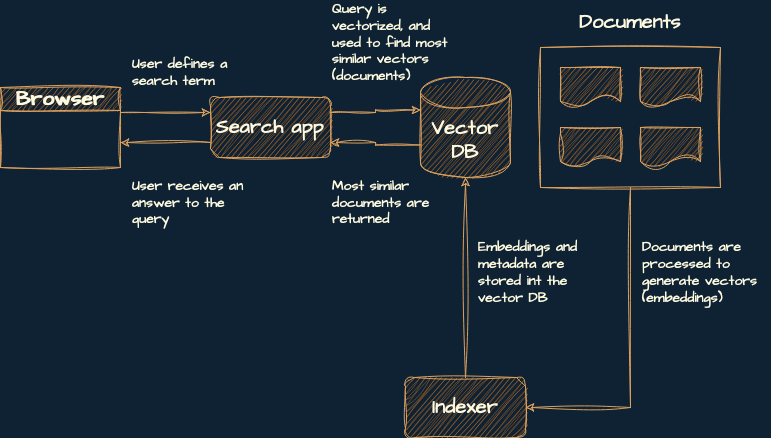 Query is
vectorized, and
used to find most
similar vectors
(documents)
Documents
User defines a
search term
Browser
Search app
Vector
DB
User receives an
answer to the
query
Most similar
documents are
returned
Embeddings and
metadata are
stored int the
vector DB
Documents are
processed to
generate vectors
(embeddings)
Indexer